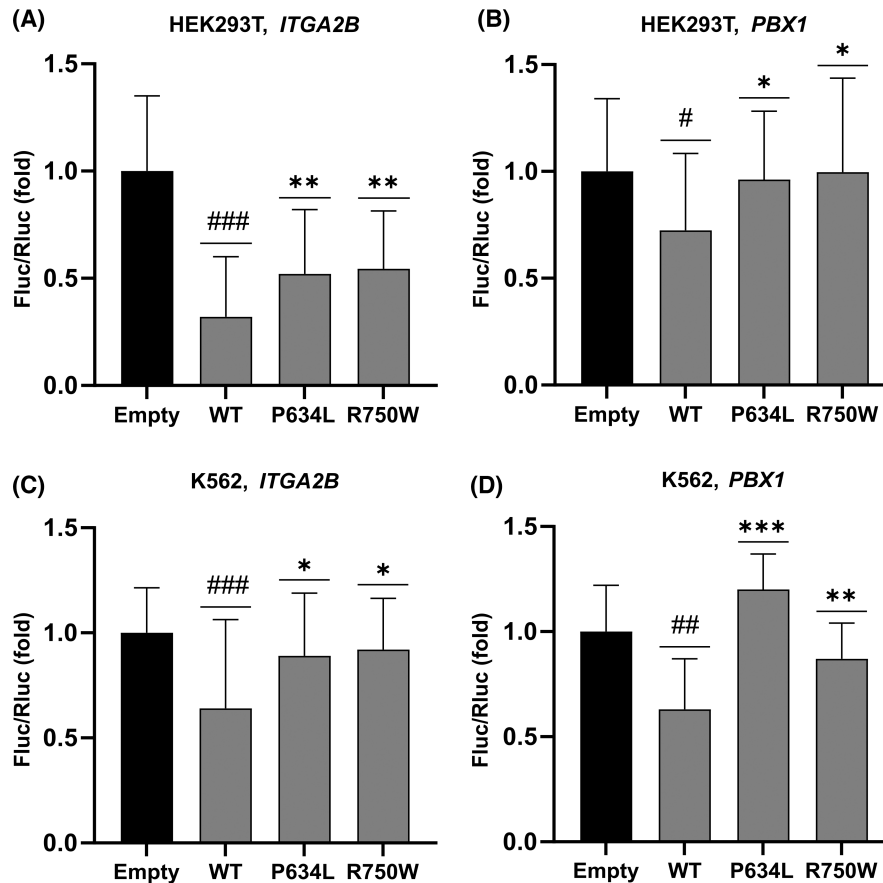 (A)
HEK293T, ITGA2B
Fluc/Rluc (fold)
1.5
1.0
0.5
0.0
###
**
**
Empty WT P634L R750W
(B)
HEK293T, PBX1
Fluc/Rluc (fold)
1.5
1.0
0.5
0.0
#
*
*
Empty WT P634L R750W
(C)
K562, ITGA2B
Fluc/Rluc (fold)
1.5
1.0
0.5
0.0
###
*
*
Empty WT P634L R750W
(D)
K562, PBX1
Fluc/Rluc (fold)
1.5
1.0
0.5
0.0
##
***
**
Empty WT P634L R750W